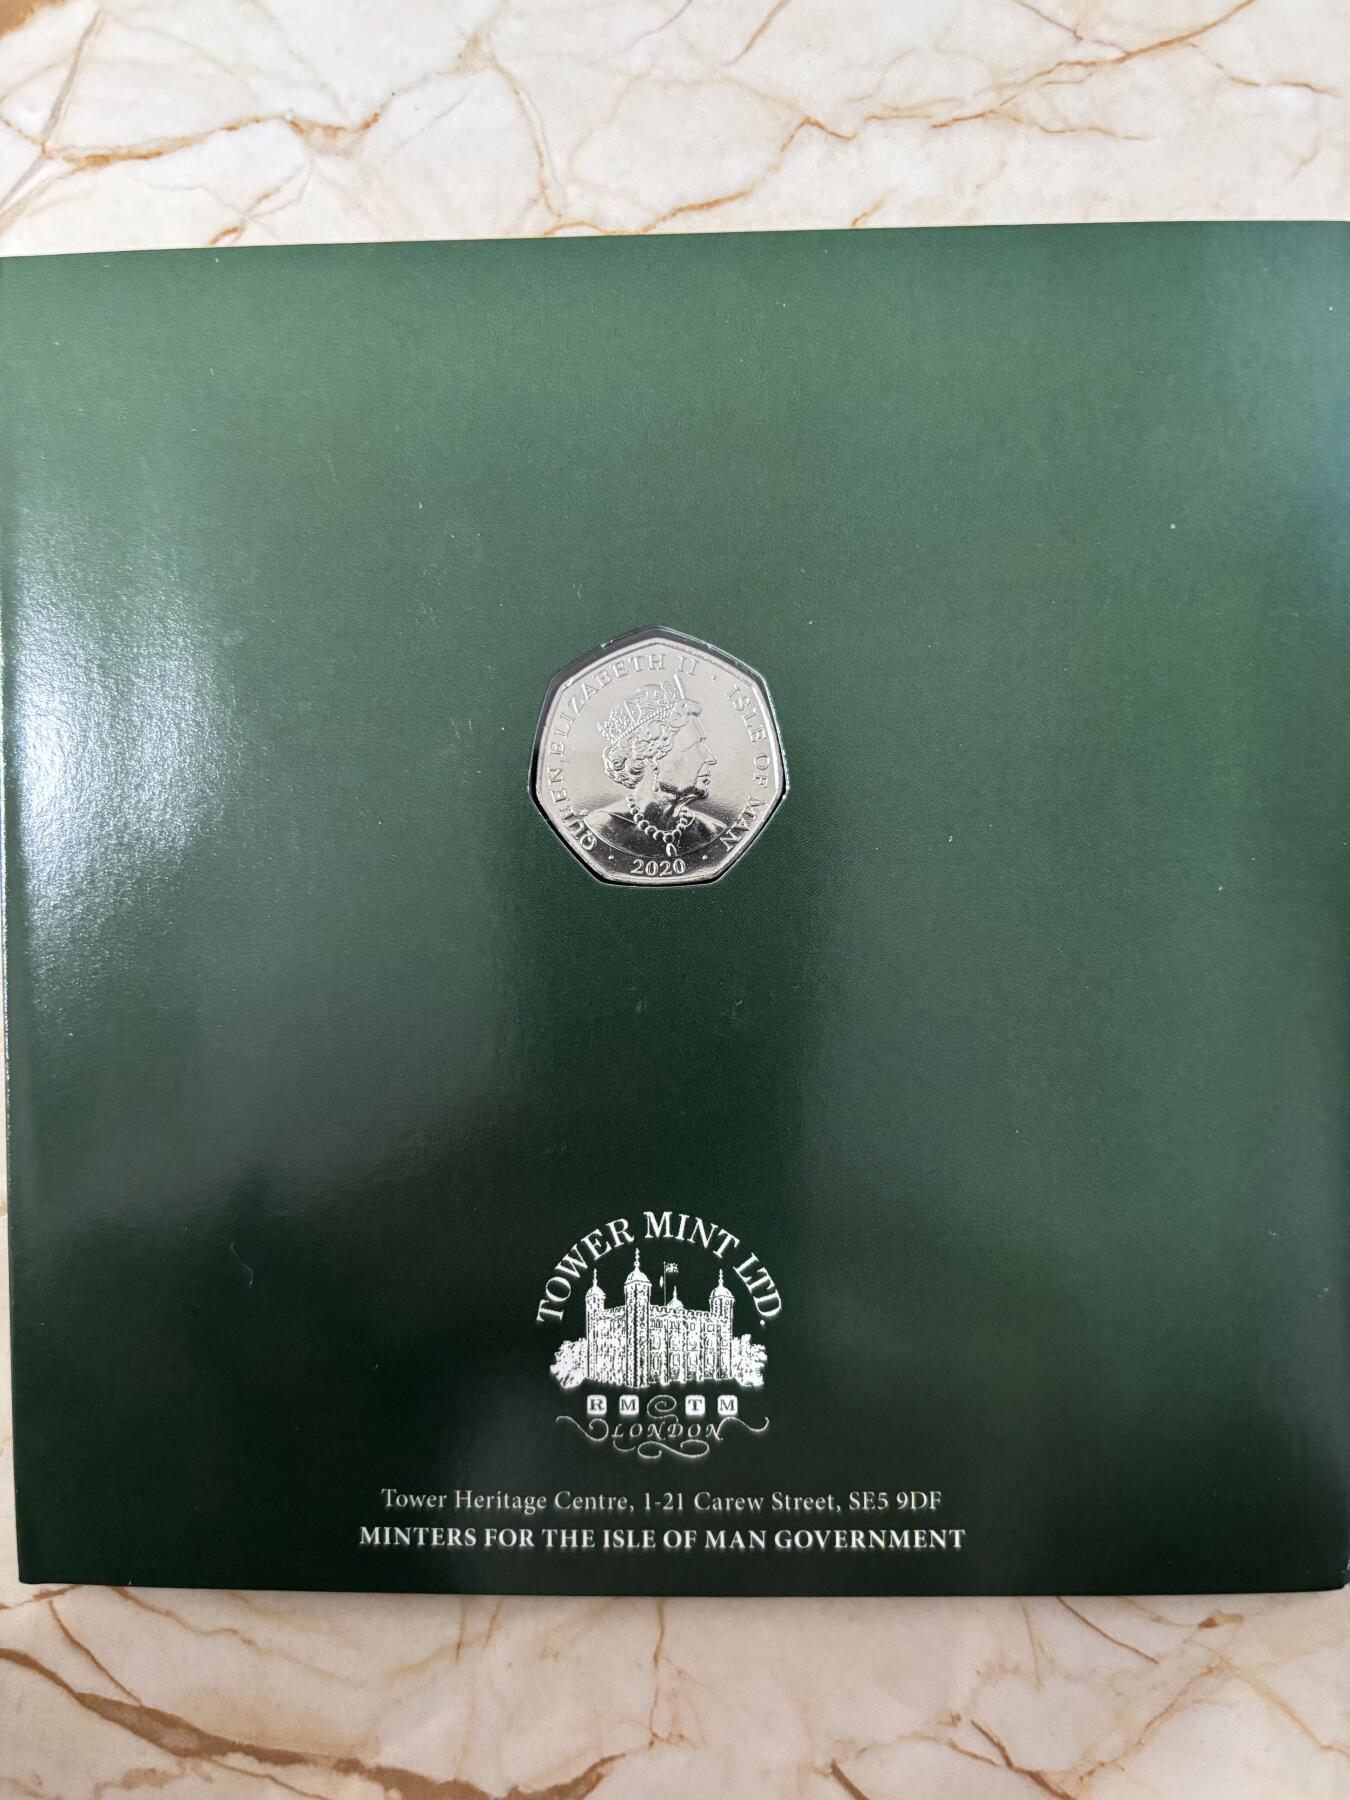 QUEEN ELIZABETH II · ISLE OF MAN
· 2020 ·
TOWER MINT LTD.
R M T M
LONDON
Tower Heritage Centre, 1-21 Carew Street, SE5 9DF
MINTERS FOR THE ISLE OF MAN GOVERNMENT